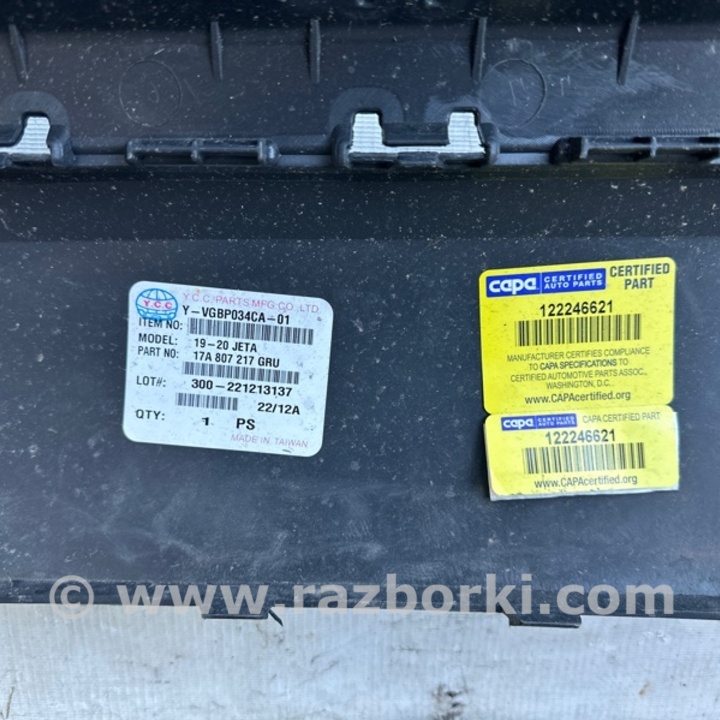 Y.C.C.
Y.C.C. PARTS MFG. CO., LTD.
Y-VGBP034CA-01
ITEM NO:
MODEL: 19-20 JETA
PART NO: 17A 807 217 GRU
LOT#: 300-221213137
22/12A
QTY: 1 PS
MADE IN TAIWAN
capa CERTIFIED AUTO PARTS CERTIFIED PART
122246621
MANUFACTURER CERTIFIES COMPLIANCE
TO CAPA SPECIFICATIONS TO
CERTIFIED AUTOMOTIVE PARTS ASSOC.,
WASHINGTON, D.C.
www.CAPAcertified.org
capa CERTIFIED AUTO PARTS CAPA CERTIFIED PART
122246621
www.CAPAcertified.org
© www.razborki.com